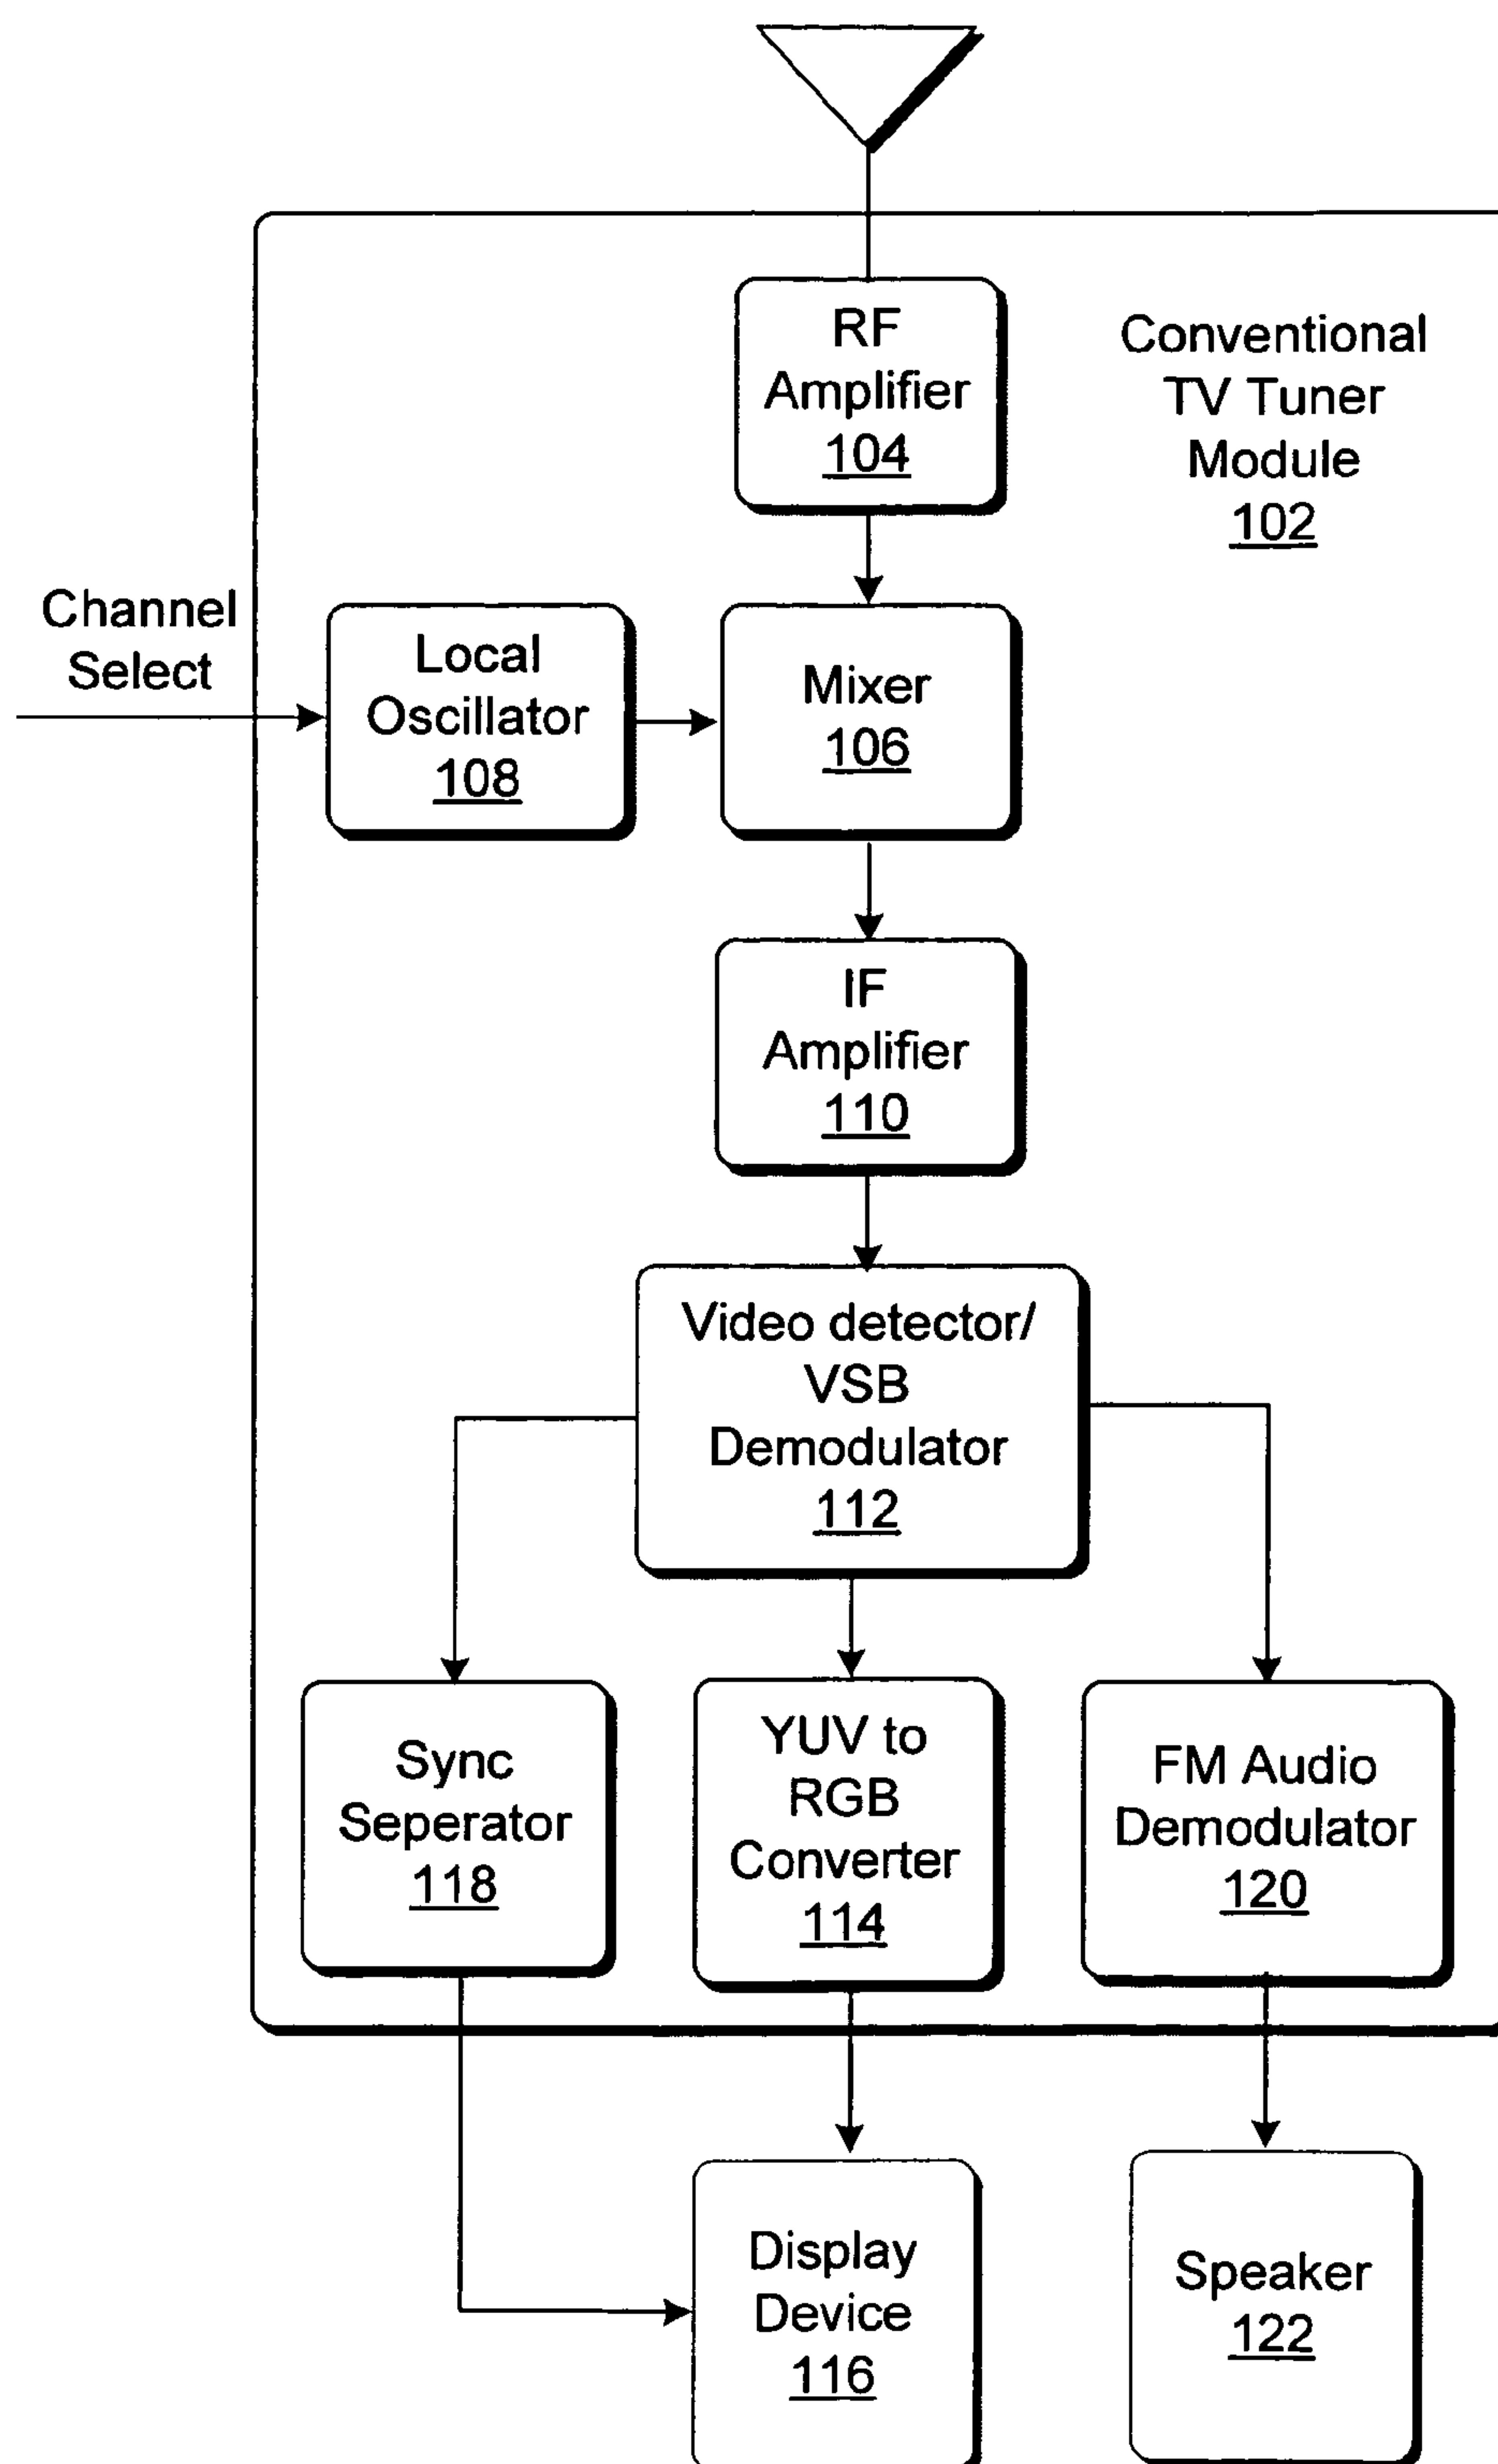 RF
Amplifier
104
Conventional
TV Tuner
Module
102
Channel
Select
Local
Oscillator
108
Mixer
106
IF
Amplifier
110
Video detector/
VSB
Demodulator
112
Sync
Seperator
118
YUV to
RGB
Converter
114
FM Audio
Demodulator
120
Display
Device
116
Speaker
122